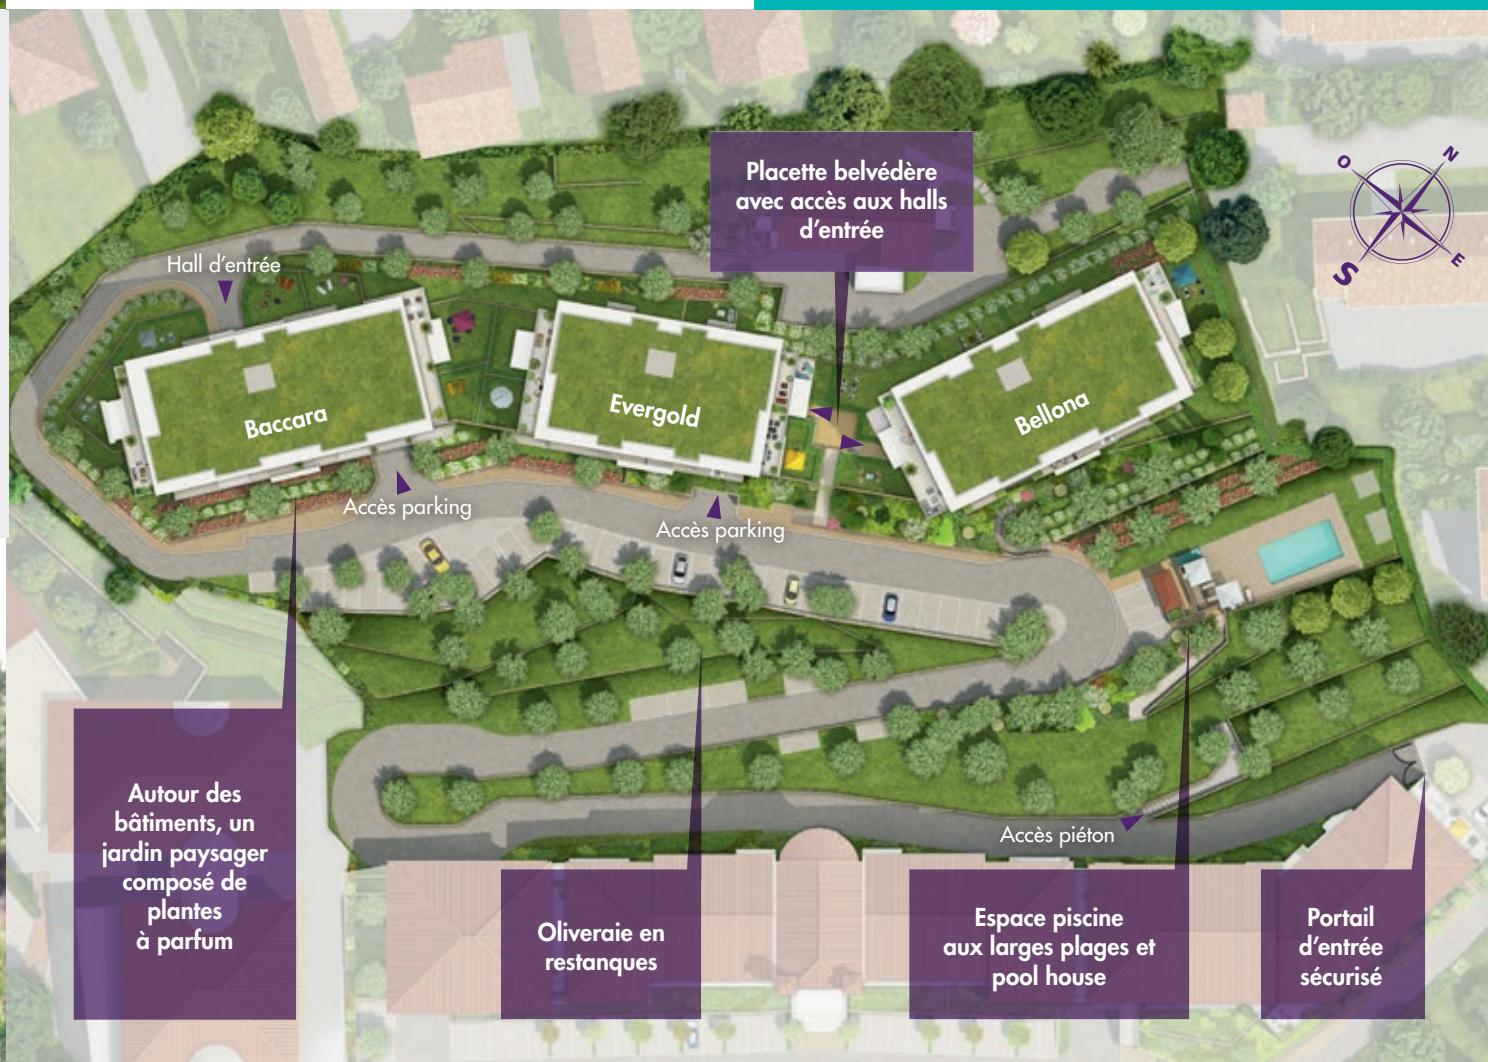 Placette belvédère
avec accès aux halls
d’entrée
O
N
S
E
Hall d’entrée
Baccara
Evergold
Bellona
Accès parking
Accès parking
Accès piéton
Autour des
bâtiments, un
jardin paysager
composé de
plantes
à parfum
Oliveraie en
restanques
Espace piscine
aux larges plages et
pool house
Portail
d’entrée
sécurisé